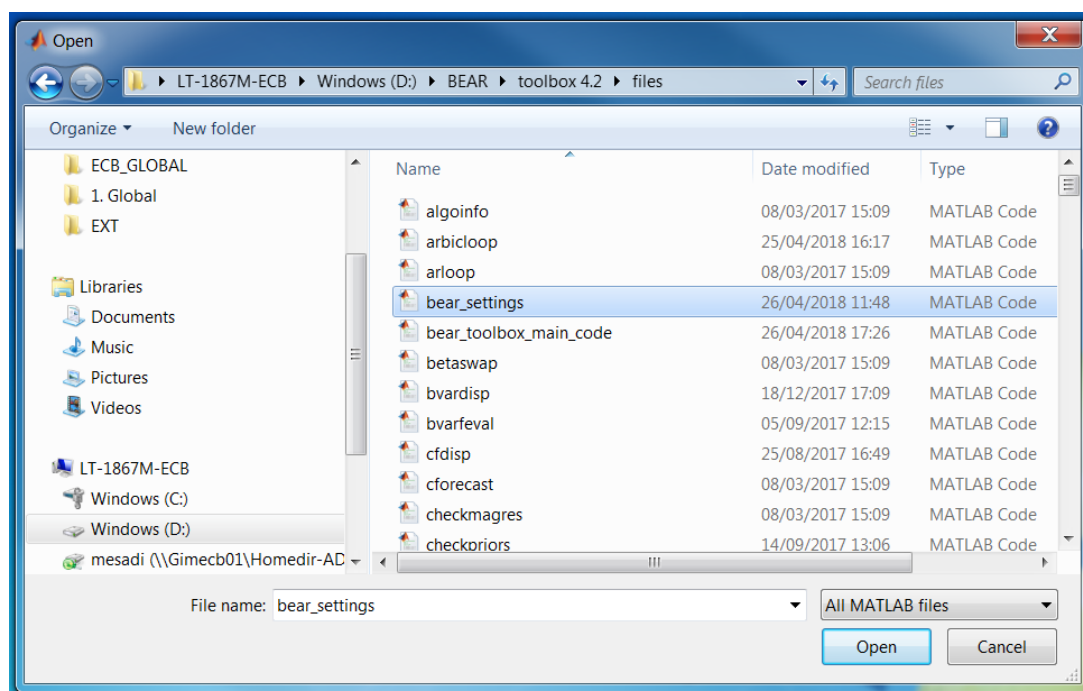 Open
LT-1867M-ECB ▸ Windows (D:) ▸ BEAR ▸ toolbox 4.2 ▸ files
Search files
Organize
New folder
ECB_GLOBAL
1. Global
EXT
Libraries
Documents
Music
Pictures
Videos
LT-1867M-ECB
Windows (C:)
Windows (D:)
mesadi (\\Gimecb01\Homedir-AD
Name Date modified Type
algoinfo 08/03/2017 15:09 MATLAB Code
arbicloop 25/04/2018 16:17 MATLAB Code
arloop 08/03/2017 15:09 MATLAB Code
bear_settings 26/04/2018 11:48 MATLAB Code
bear_toolbox_main_code 26/04/2018 17:26 MATLAB Code
betaswap 08/03/2017 15:09 MATLAB Code
bvardisp 18/12/2017 17:09 MATLAB Code
bvarfeval 05/09/2017 12:15 MATLAB Code
cfdisp 25/08/2017 16:49 MATLAB Code
cforecast 08/03/2017 15:09 MATLAB Code
checkmagres 08/03/2017 15:09 MATLAB Code
checkpriors 14/09/2017 13:06 MATLAB Code
File name: bear_settings
All MATLAB files
Open
Cancel